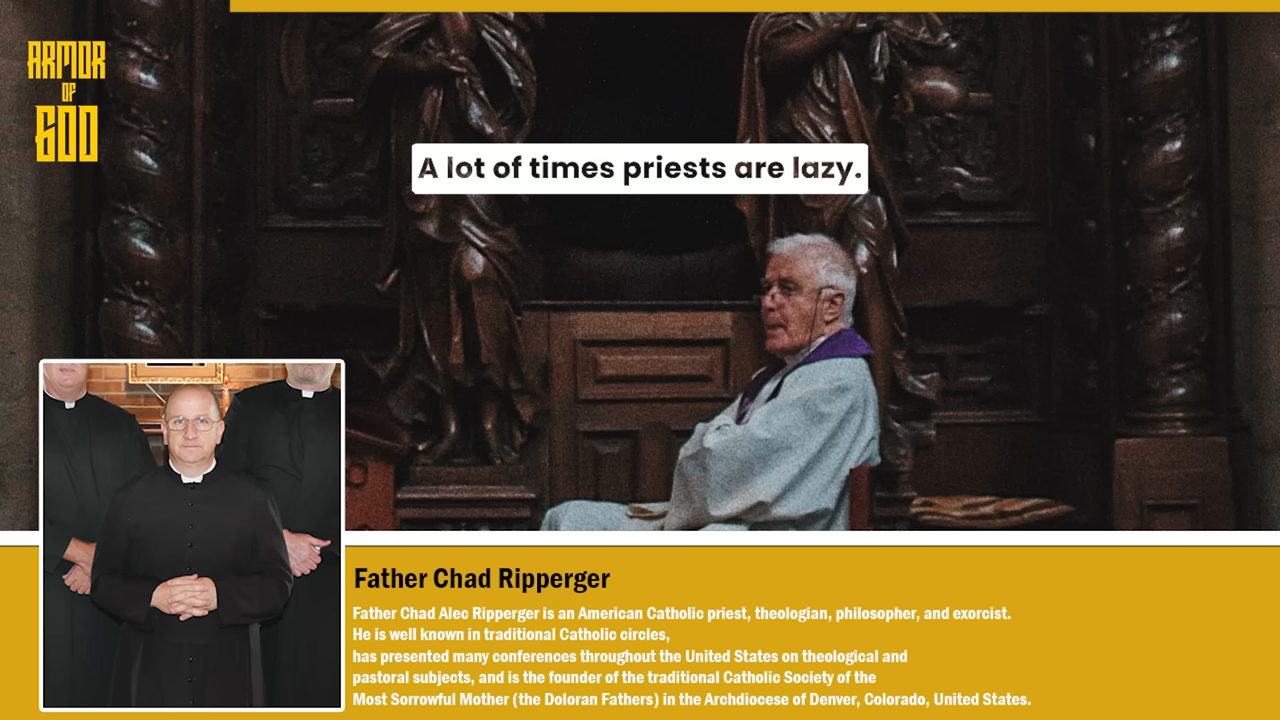 ARMOR
OF
GOD
A lot of times priests are lazy.
Father Chad Ripperger
Father Chad Alec Ripperger is an American Catholic priest, theologian, philosopher, and exorcist.
He is well known in traditional Catholic circles,
has presented many conferences throughout the United States on theological and
pastoral subjects, and is the founder of the traditional Catholic Society of the
Most Sorrowful Mother (the Doloran Fathers) in the Archdiocese of Denver, Colorado, United States.